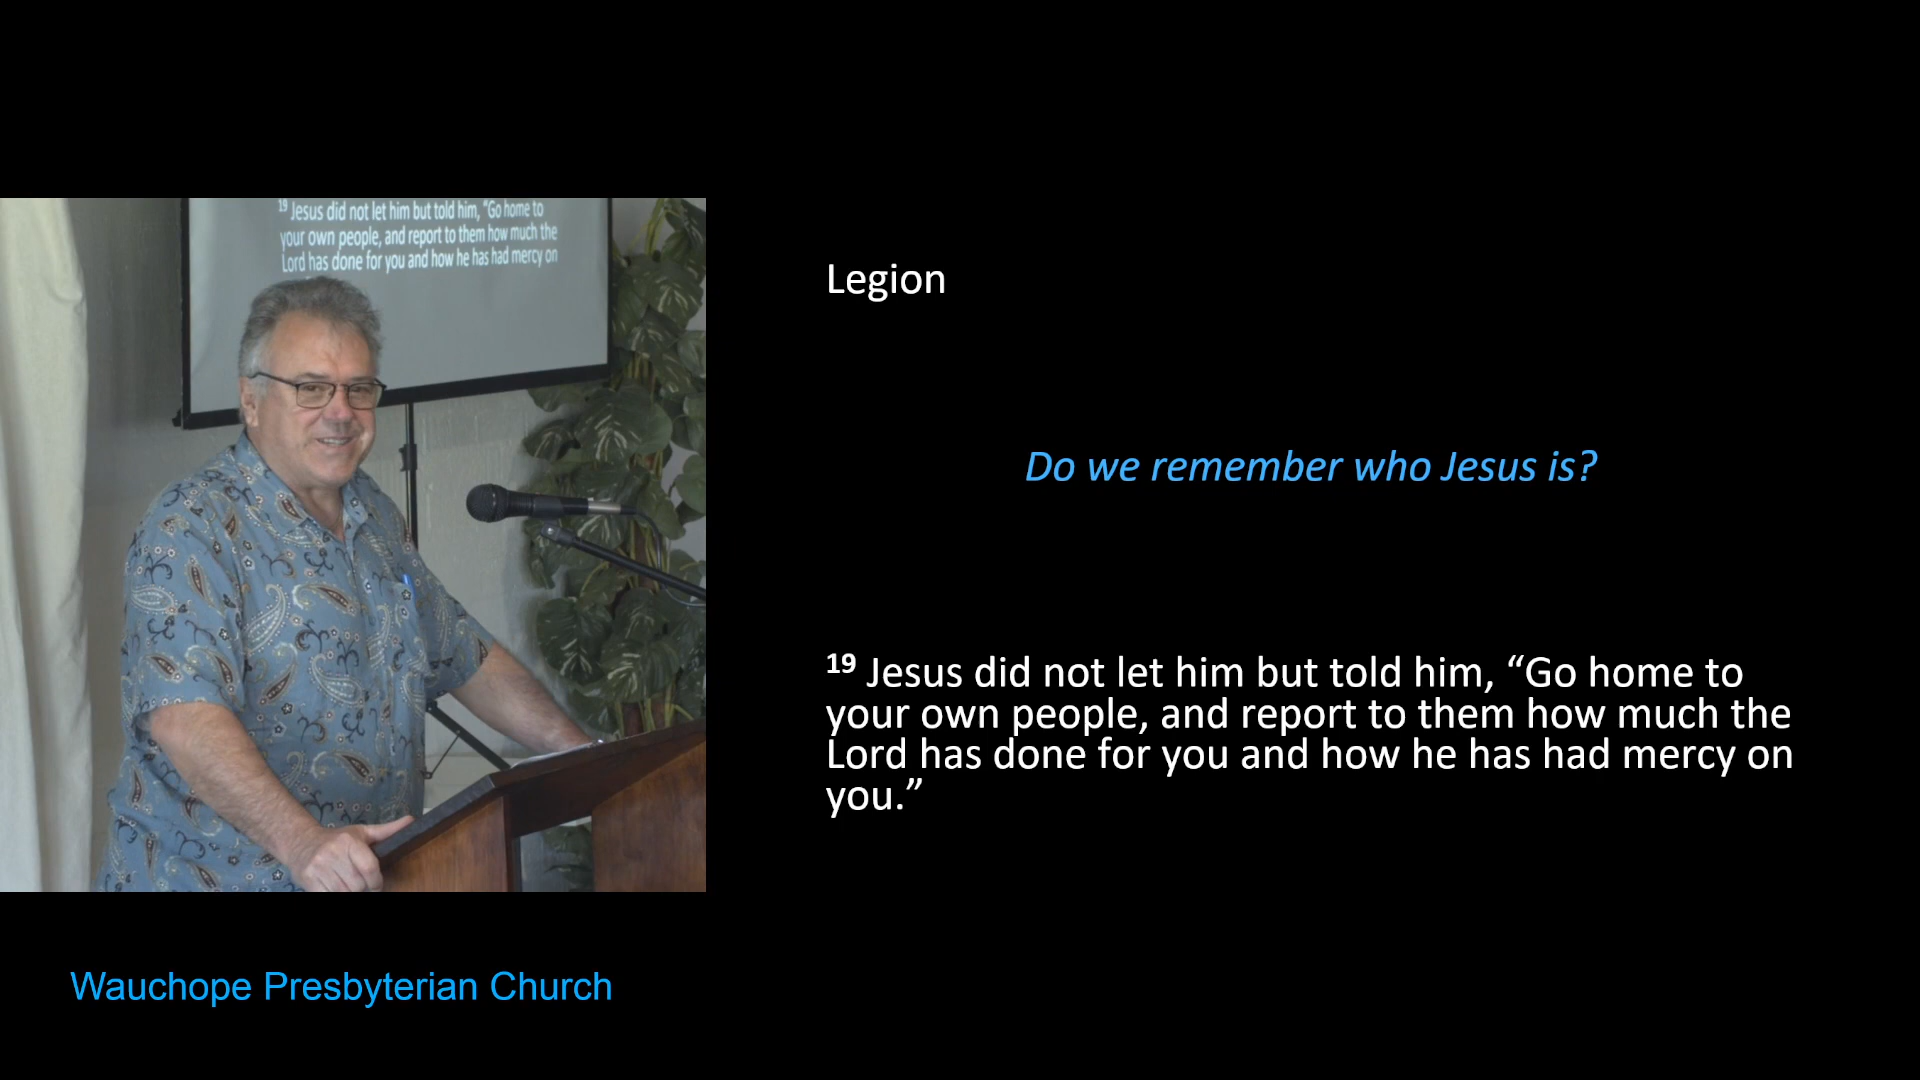 19 Jesus did not let him but told him, “Go home to
your own people, and report to them how much the
Lord has done for you and how he has had mercy on
Legion
Do we remember who Jesus is?
19 Jesus did not let him but told him, “Go home to
your own people, and report to them how much the
Lord has done for you and how he has had mercy on
you.”
Wauchope Presbyterian Church